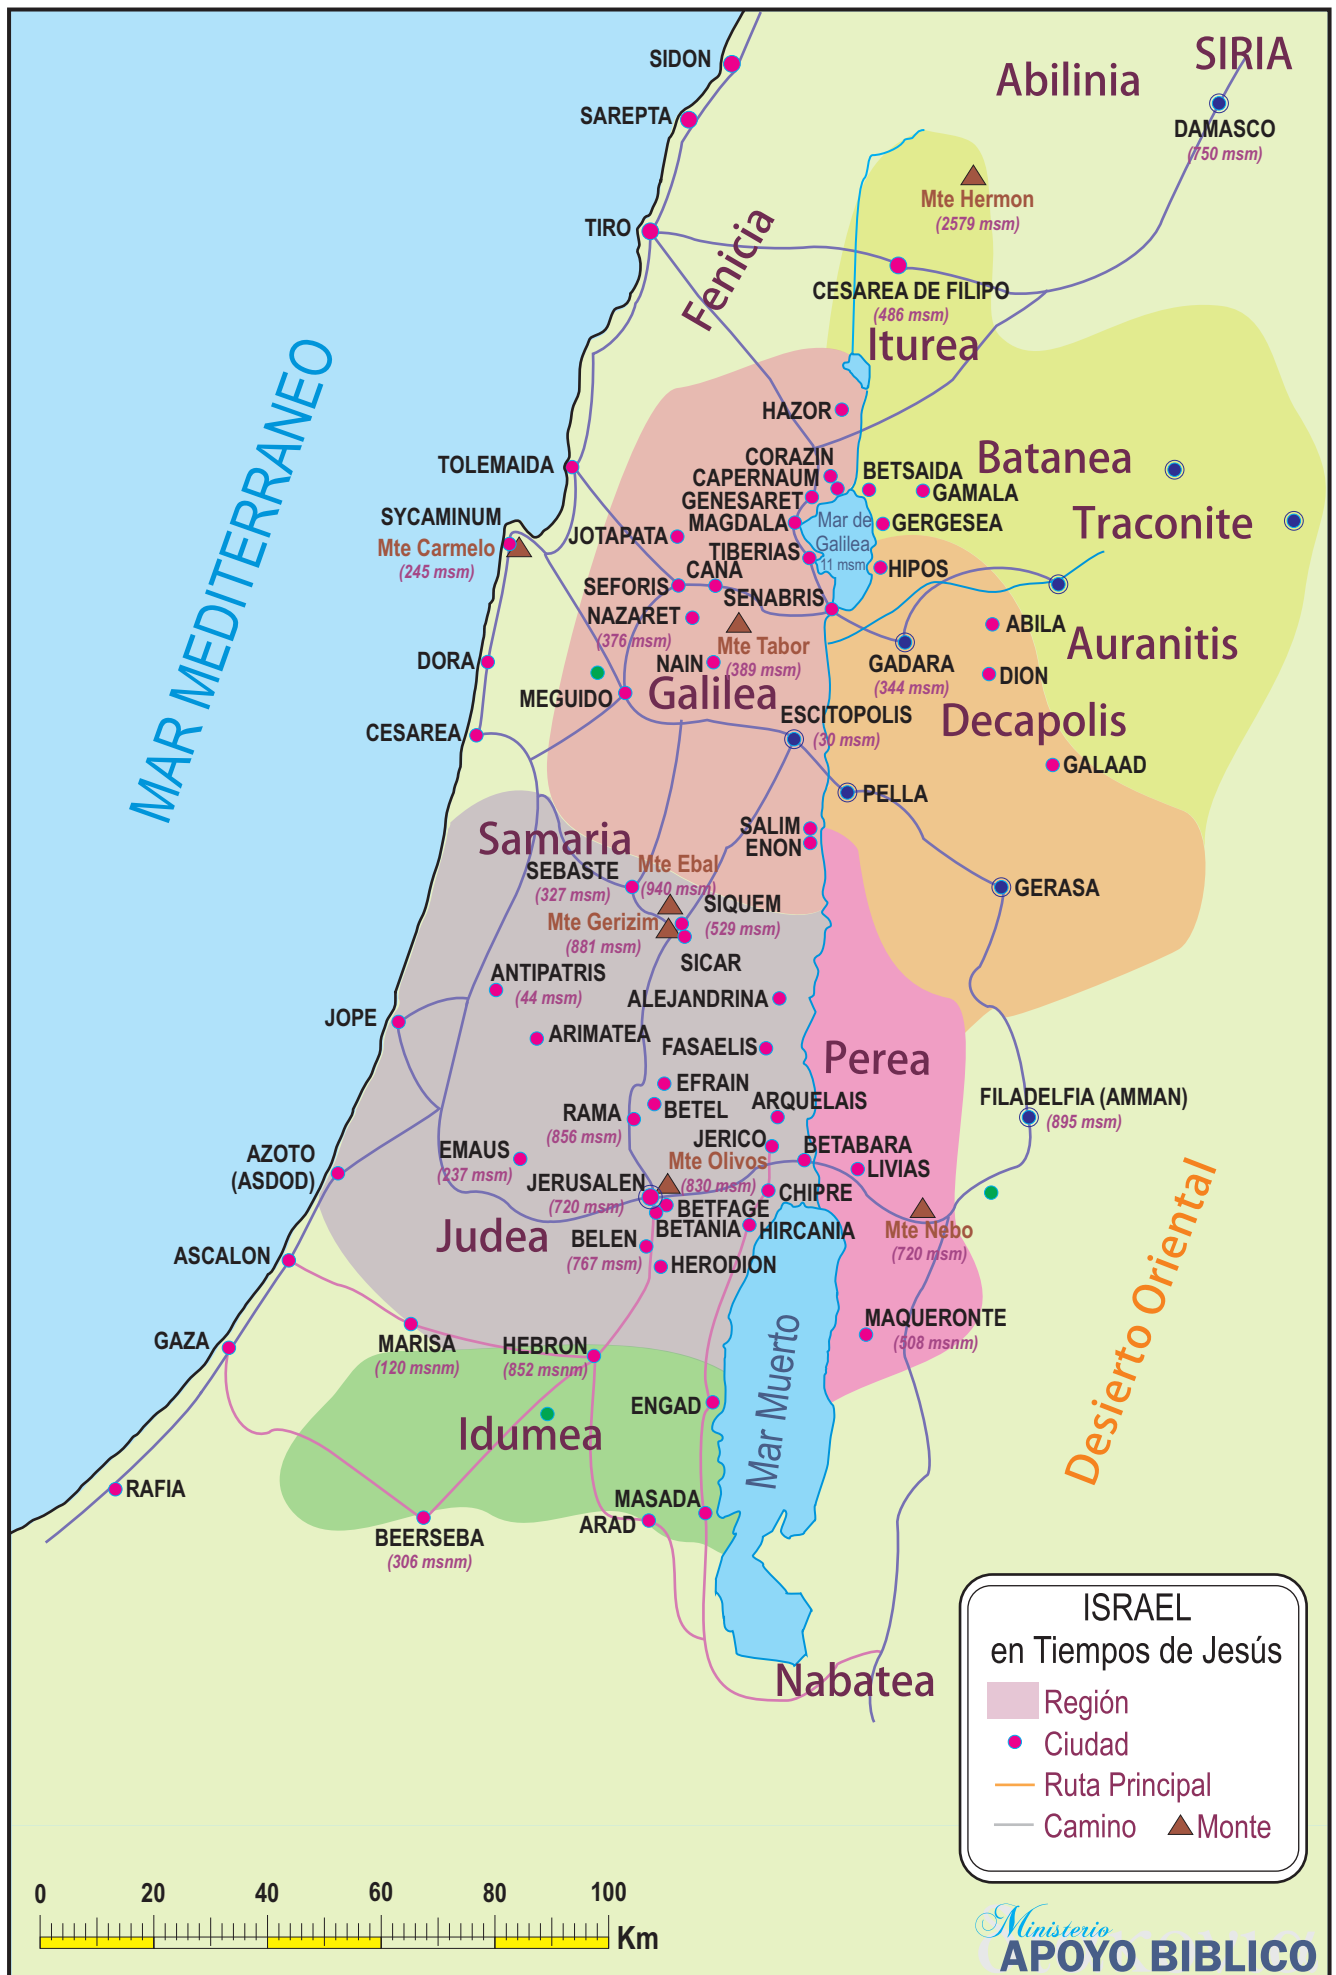 SIDON
Abilinia
SIRIA
SAREPTA
DAMASCO
(750 msm)
Mte Hermon
(2579 msm)
TIRO
Fenicia
CESAREA DE FILIPO
(486 msm)
Iturea
MAR MEDITERRANEO
HAZOR
TOLEMAIDA
CORAZIN
CAPERNAUM
BETSAIDA
Batanea
GENESARET
GAMALA
SYCAMINUM
MAGDALA
Mar de
Galilea
11 msm
GERGESEA
Traconite
Mte Carmelo
(245 msm)
JOTAPATA
TIBERIAS
HIPOS
CANA
SEFORIS
SENABRIS
NAZARET
(376 msm)
Mte Tabor
(389 msm)
ABILA
Auranitis
DORA
NAIN
GADARA
(344 msm)
DION
MEGUIDO
Galilea
ESCITOPOLIS
(30 msm)
Decapolis
CESAREA
GALAAD
PELLA
Samaria
SALIM
ENON
SEBASTE
(327 msm)
Mte Ebal
(940 msm)
GERASA
Mte Gerizim
(881 msm)
SIQUEM
(529 msm)
SICAR
ANTIPATRIS
(44 msm)
ALEJANDRINA
JOPE
ARIMATEA
FASAELIS
Perea
EFRAIN
BETEL
ARQUELAIS
FILADELFIA (AMMAN)
(895 msm)
RAMA
(856 msm)
JERICO
BETABARA
AZOTO
(ASDOD)
EMAUS
(237 msm)
Mte Olivos
(830 msm)
LIVIAS
JERUSALEN
(720 msm)
CHIPRE
BETFAGE
BETANIA
HIRCANIA
Mte Nebo
(720 msm)
Judea
BELEN
(767 msm)
HERODION
ASCALON
Desierto Oriental
GAZA
MARISA
(120 msnm)
HEBRON
(852 msnm)
MAQUERONTE
(508 msnm)
Mar Muerto
ENGAD
Idumea
RAFIA
MASADA
ARAD
BEERSEBA
(306 msnm)
Nabatea
ISRAEL
en Tiempos de Jesús
Región
Ciudad
Ruta Principal
Camino
Monte
0 20 40 60 80 100
Km
Ministerio
APOYO BIBLICO